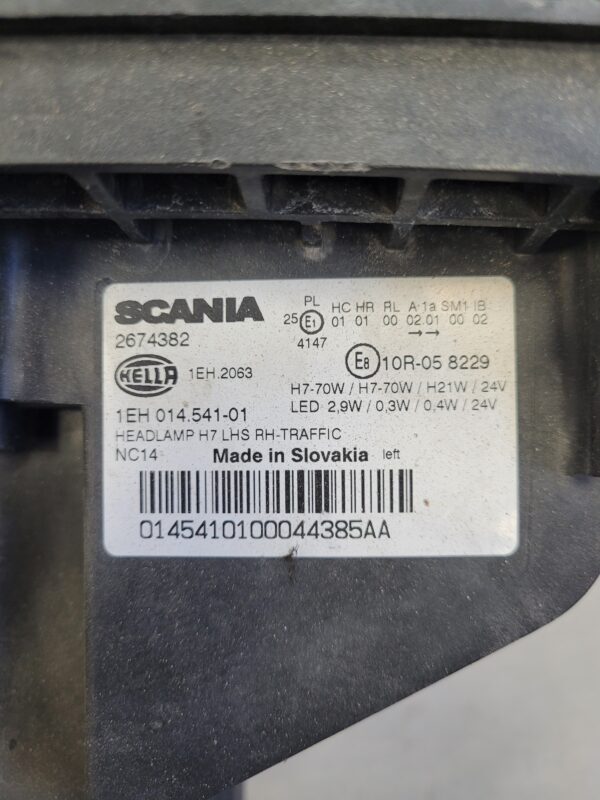 SCANIA
2674382
PL HC HR RL A 1a SM1 IB
25 E1 01 01 00 02.01 00 02
4147 →→
HELLA 1EH.2063
E8 10R-05 8229
H7-70W / H7-70W / H21W / 24V
LED 2,9W / 0,3W / 0,4W / 24V
1EH 014.541-01
HEADLAMP H7 LHS RH-TRAFFIC
NC14 Made in Slovakia left
0145410100044385AA